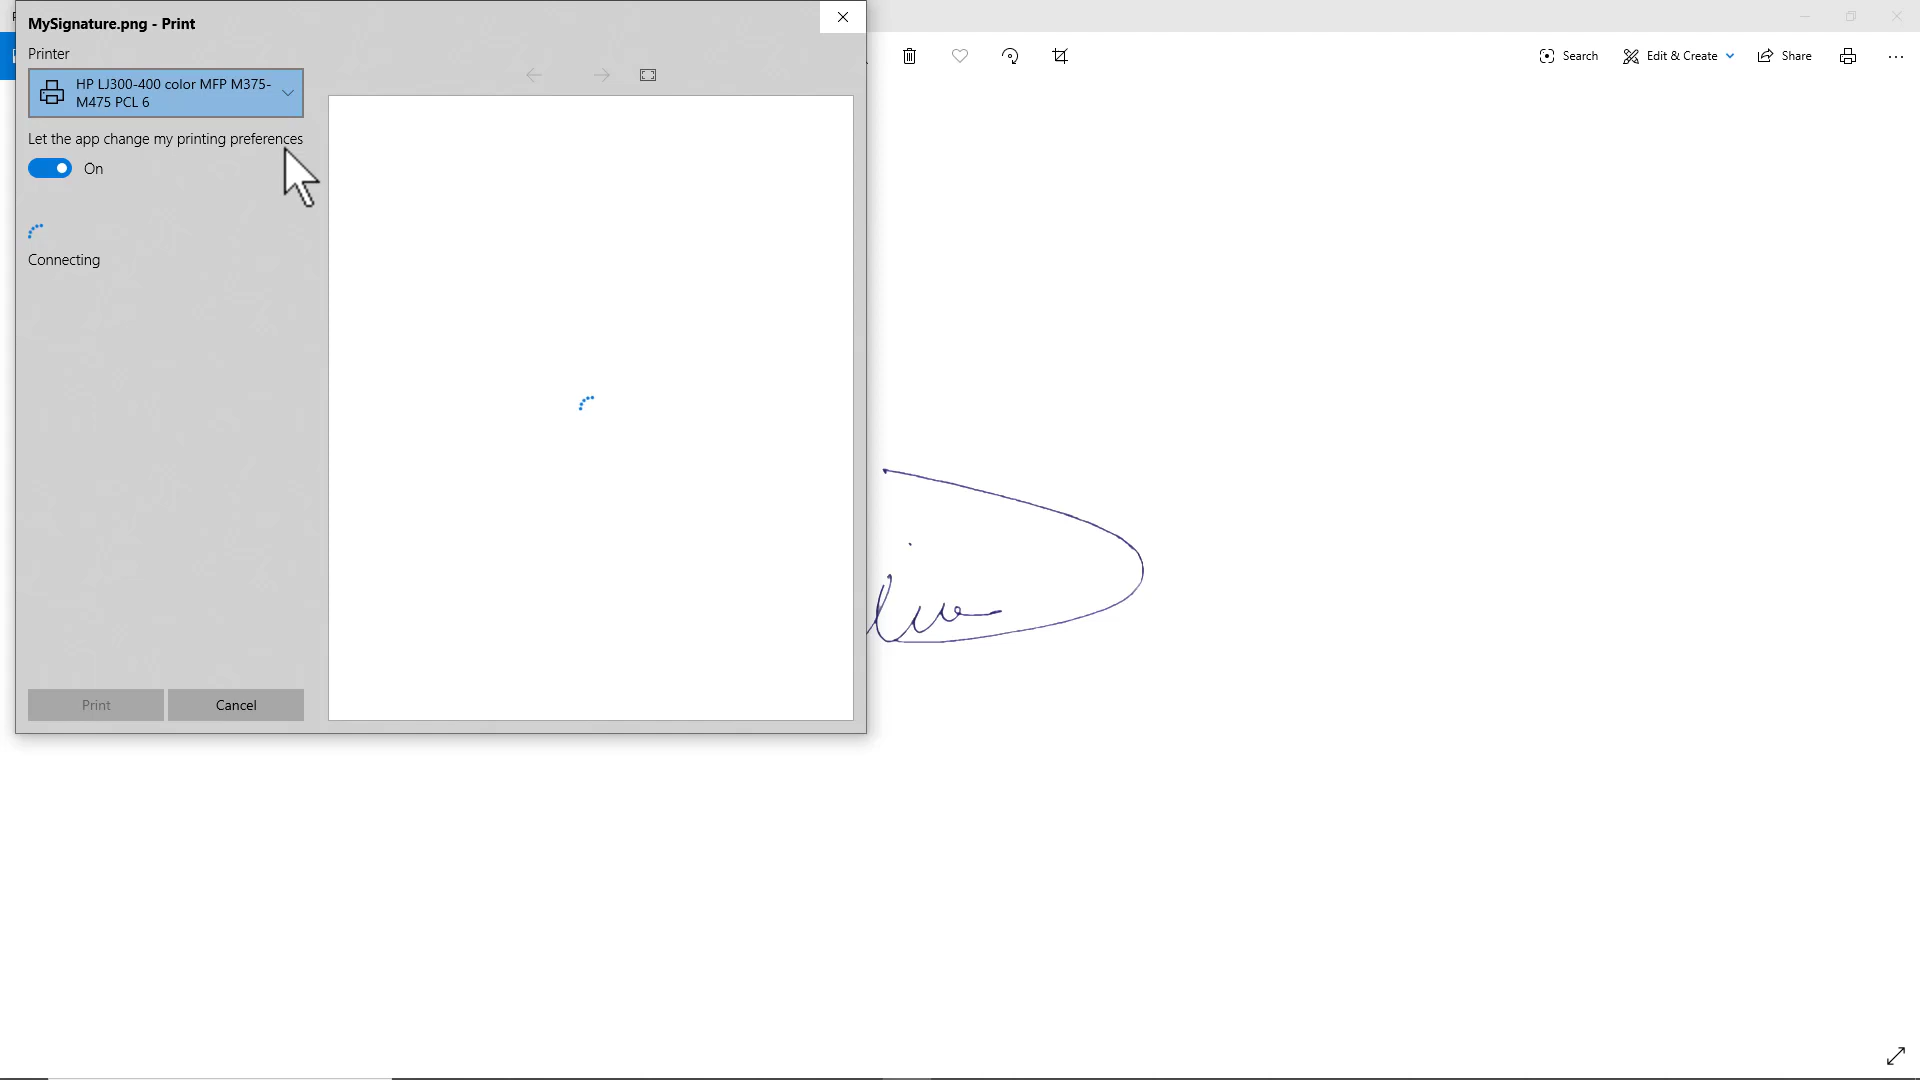 MySignature.png - Print
Printer
HP LJ300-400 color MFP M375-
M475 PCL 6
Let the app change my printing preferences
On
Connecting
Print
Cancel
Search
Edit & Create
Share